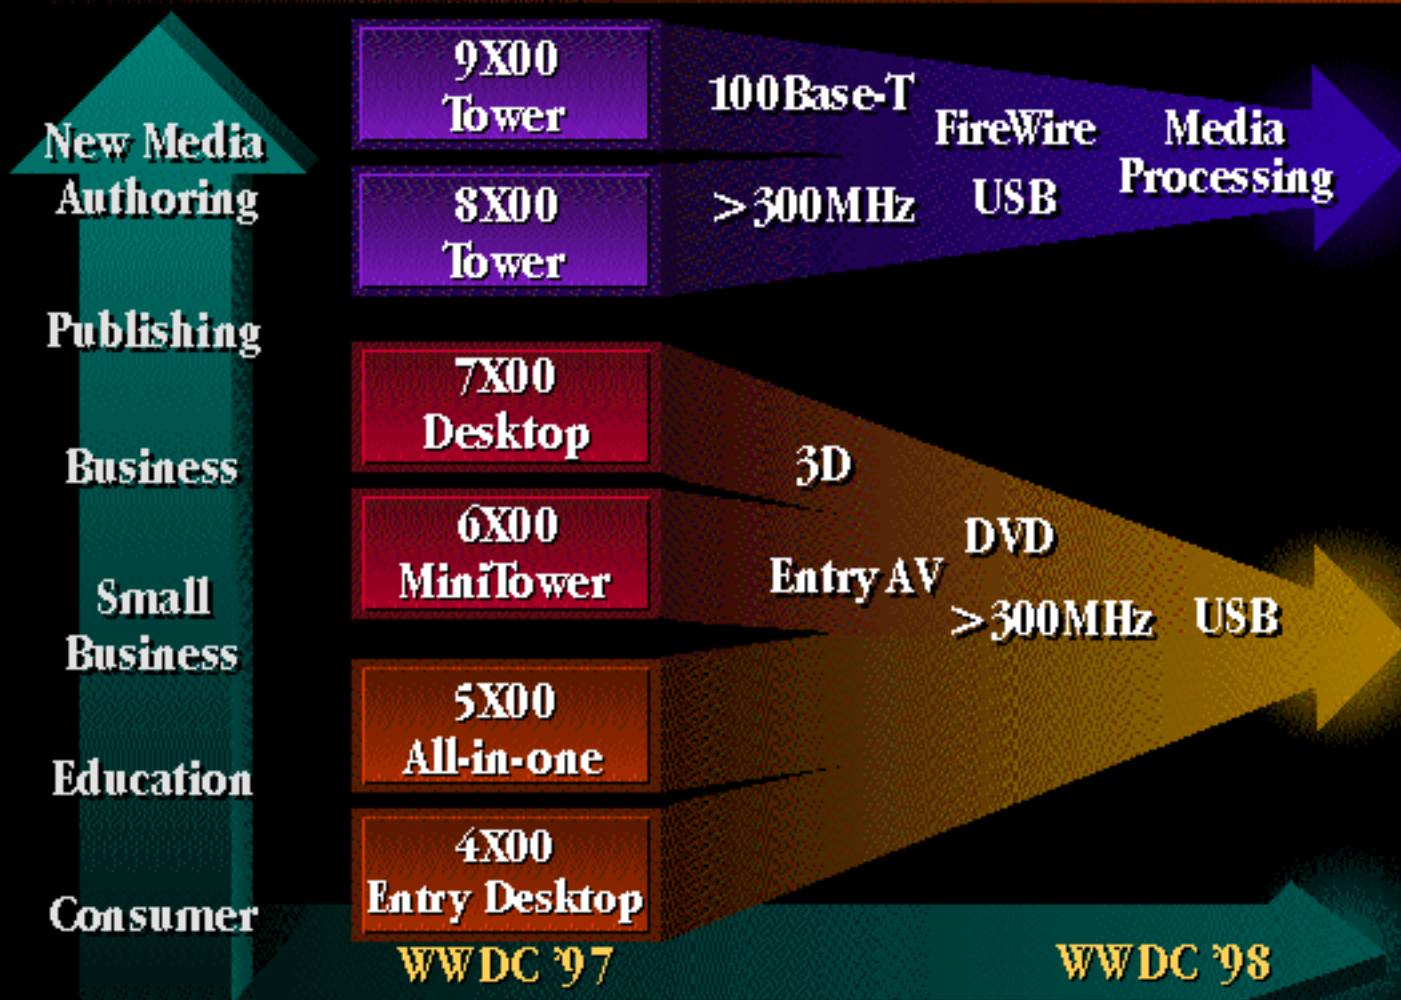 New Media
Authoring
Publishing
Business
Small
Business
Education
Consumer
9X00
Tower
8X00
Tower
7X00
Desktop
6X00
MiniTower
5X00
All-in-one
4X00
Entry Desktop
100Base-T
>300MHz
FireWire
USB
Media
Processing
3D
Entry AV
DVD
>300MHz
USB
WWDC '97
WWDC '98